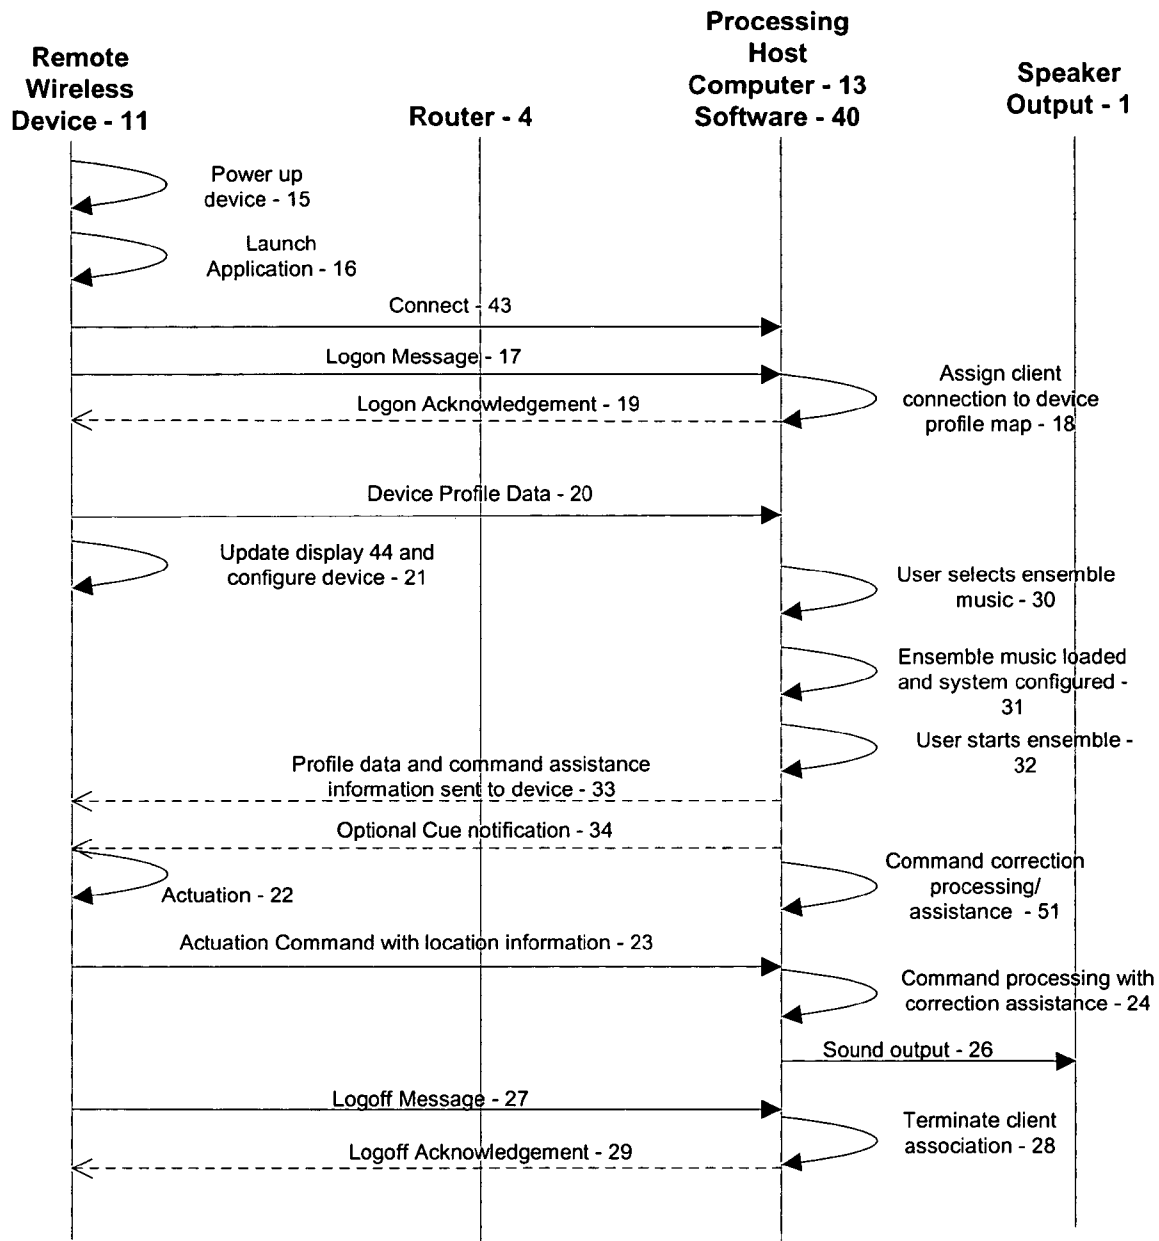 Remote
Wireless
Device - 11
Router - 4
Processing
Host
Computer - 13
Software - 40
Speaker
Output - 1
Power up
device - 15
Launch
Application - 16
Connect - 43
Logon Message - 17
Assign client
connection to device
profile map - 18
Logon Acknowledgement - 19
Device Profile Data - 20
Update display 44 and
configure device - 21
User selects ensemble
music - 30
Ensemble music loaded
and system configured -
31
User starts ensemble -
32
Profile data and command assistance
information sent to device - 33
Optional Cue notification - 34
Actuation - 22
Command correction
processing/
assistance - 51
Actuation Command with location information - 23
Command processing with
correction assistance - 24
Sound output - 26
Logoff Message - 27
Terminate client
association - 28
Logoff Acknowledgement - 29